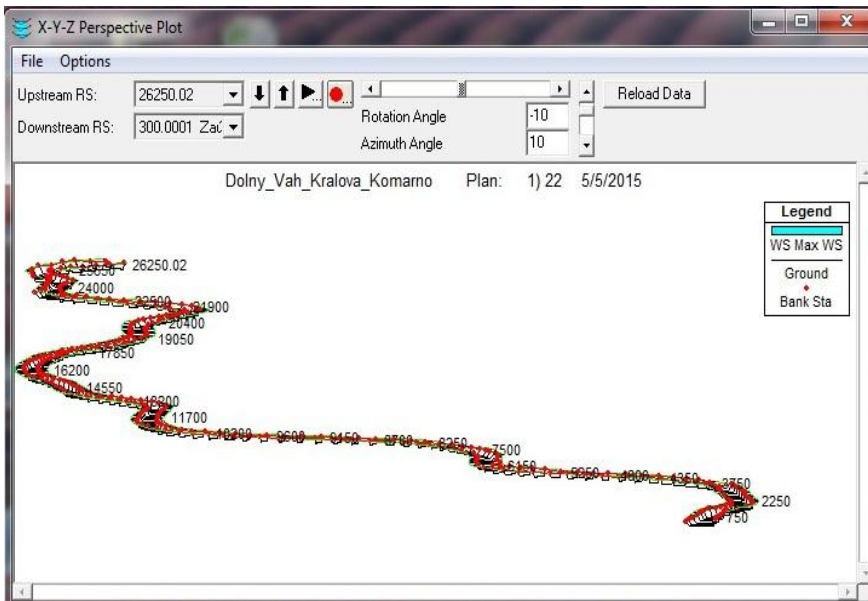 X-Y-Z Perspective Plot
File Options
Upstream RS: 26250.02
Downstream RS: 300.0001 Zaú
Rotation Angle -10
Azimuth Angle 10
Reload Data
Dolny_Vah_Kralova_Komarno Plan: 1) 22 5/5/2015
Legend
WS Max WS
Ground
Bank Sta
26250.02
24000
21900
20400
19050
17850
16200
14550
11700
7500
2250
750